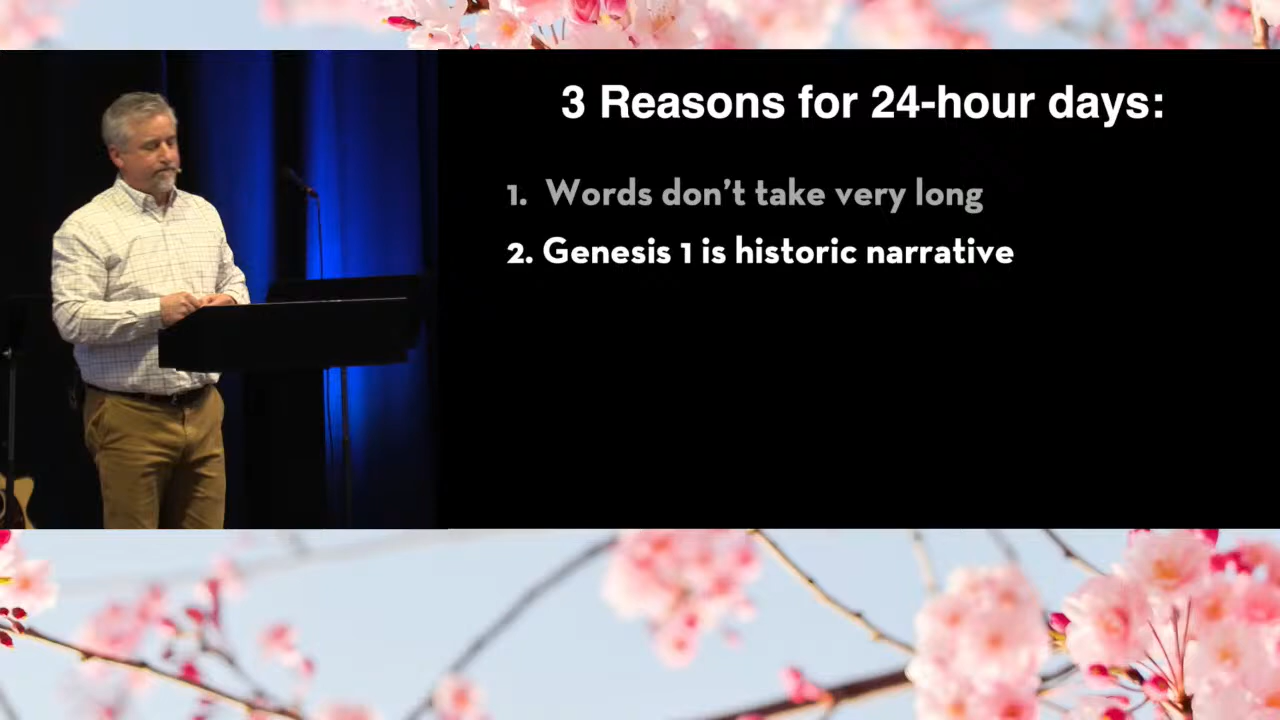 3 Reasons for 24-hour days:
1. Words don't take very long
2. Genesis 1 is historic narrative